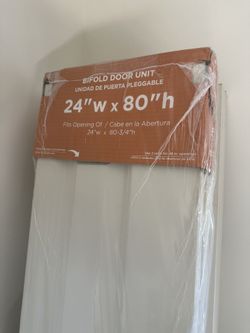 BIFOLD DOOR UNIT
UNIDAD DE PUERTA PLEGGABLE
24"w x 80"h
Fits Opening Of / Cabe en la Abertura
24"w x 80-3/4"h